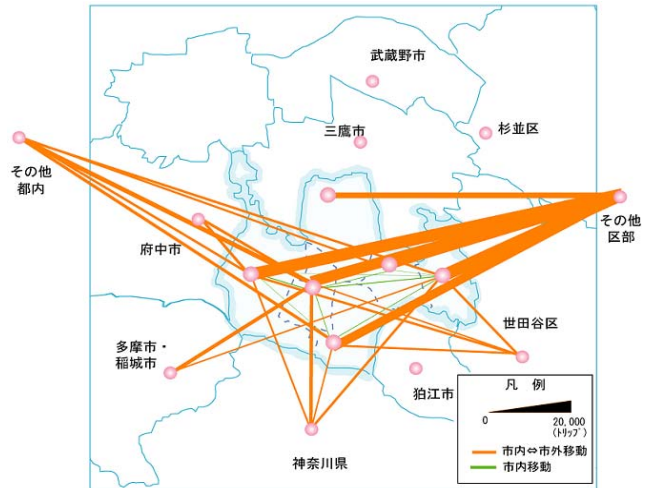 武蔵野市
三鷹市
杉並区
その他
都内
その他
区部
府中市
世田谷区
多摩市・
稲城市
狛江市
神奈川県
凡 例
0
20,000
(トリップ)
市内⇔市外移動
市内移動